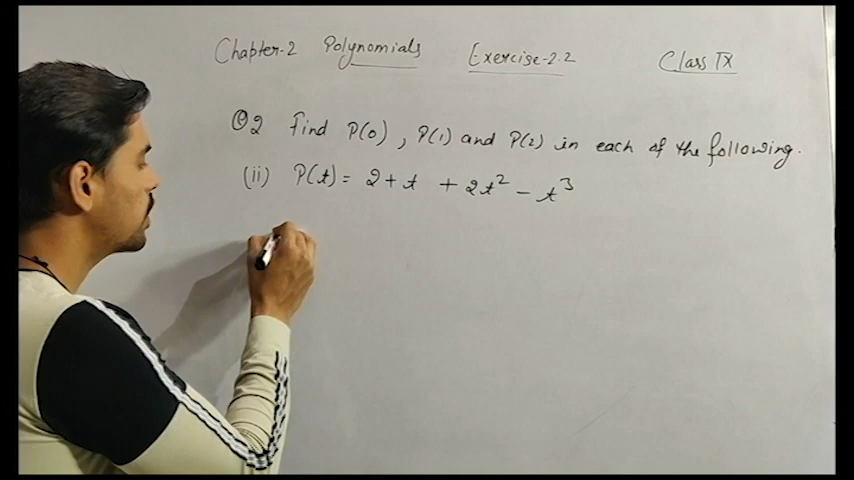 Chapter-2 Polynomials Exercise-2.2 Class IX
Q2 Find P(0), P(1) and P(2) in each of the following.
(ii) P(t) = 2 + t + 2t² - t³